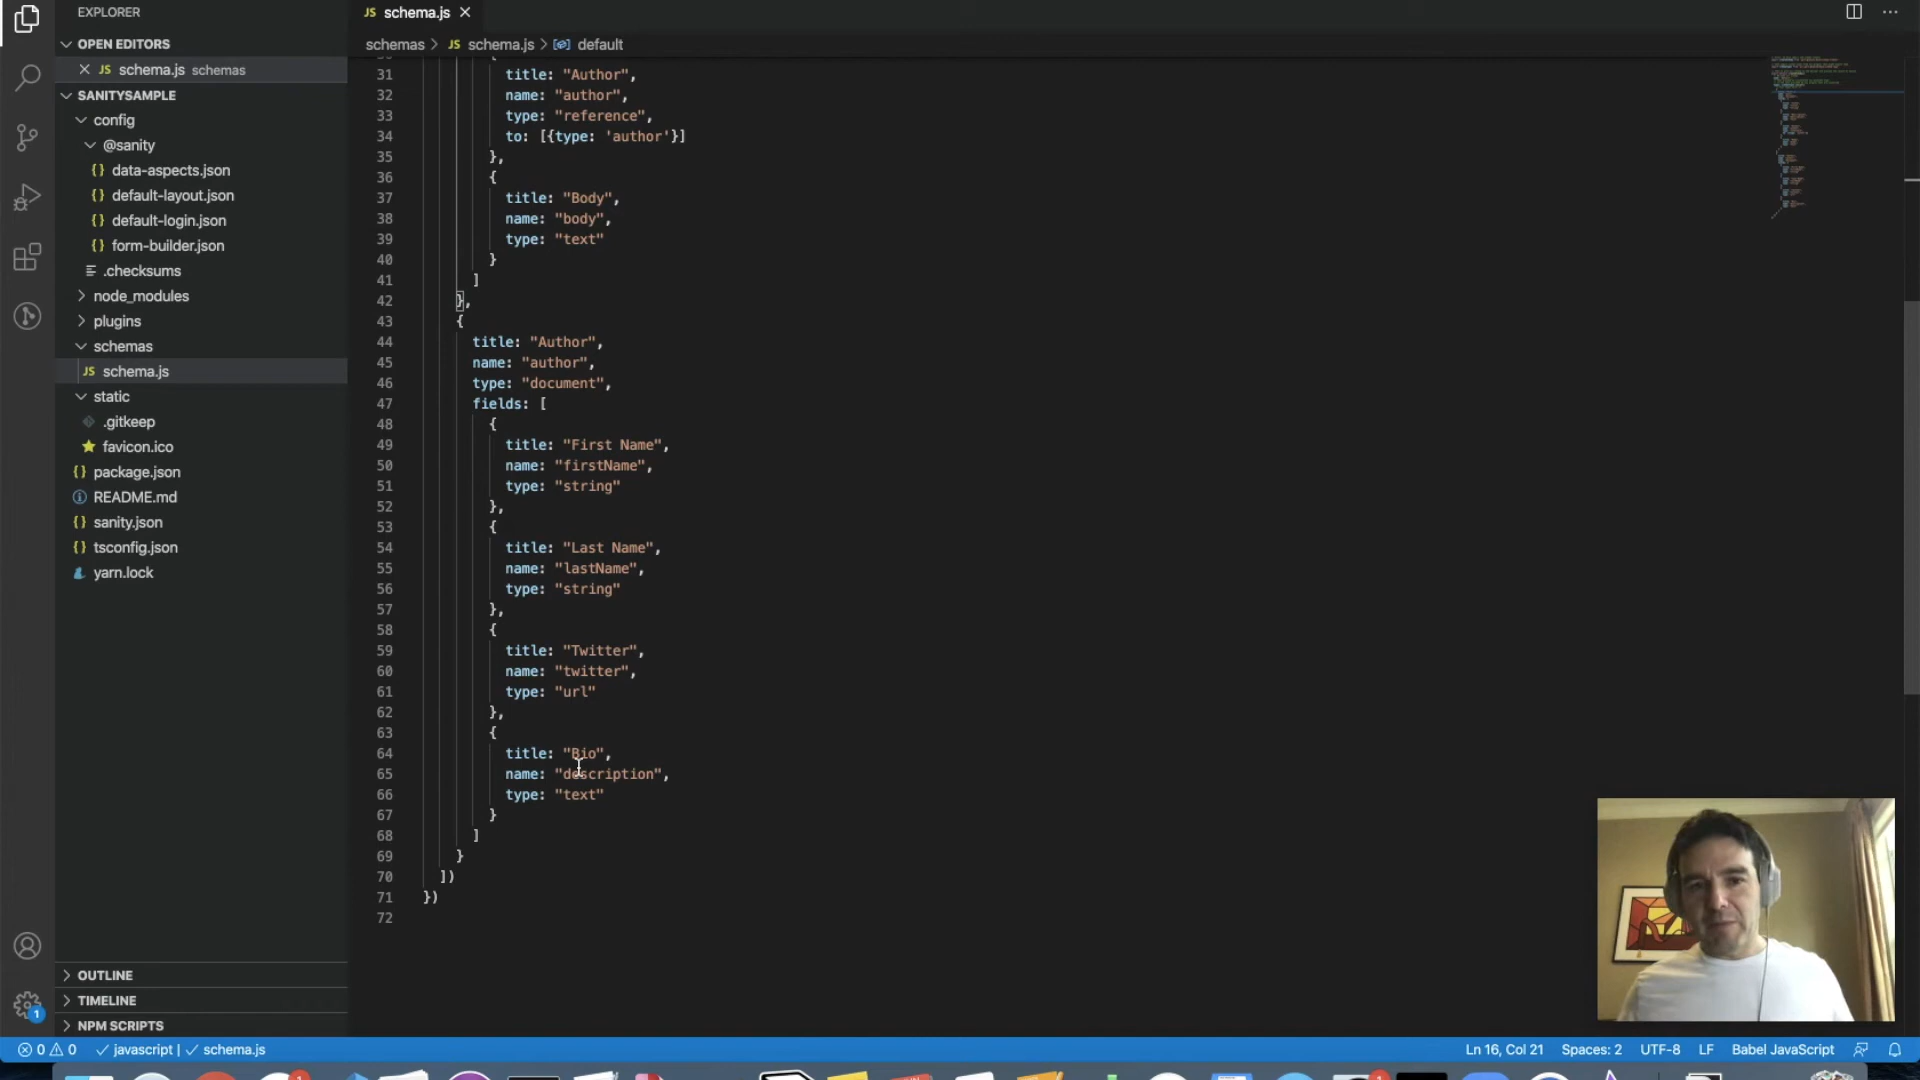 EXPLORER
OPEN EDITORS
JS schema.js schemas
SANITYSAMPLE
config
@sanity
{} data-aspects.json
{} default-layout.json
{} default-login.json
{} form-builder.json
.checksums
node_modules
plugins
schemas
JS schema.js
static
.gitkeep
favicon.ico
{} package.json
README.md
{} sanity.json
{} tsconfig.json
yarn.lock
OUTLINE
TIMELINE
NPM SCRIPTS
1
JS schema.js
schemas > JS schema.js > default
31 title: "Author",
32 name: "author",
33 type: "reference",
34 to: [{type: 'author'}]
35 },
36 {
37 title: "Body",
38 name: "body",
39 type: "text"
40 }
41 ]
42 },
43 {
44 title: "Author",
45 name: "author",
46 type: "document",
47 fields: [
48 {
49 title: "First Name",
50 name: "firstName",
51 type: "string"
52 },
53 {
54 title: "Last Name",
55 name: "lastName",
56 type: "string"
57 },
58 {
59 title: "Twitter",
60 name: "twitter",
61 type: "url"
62 },
63 {
64 title: "Bio",
65 name: "description",
66 type: "text"
67 }
68 ]
69 }
70 ])
71 })
72
0 0 javascript | schema.js
Ln 16, Col 21 Spaces: 2 UTF-8 LF Babel JavaScript